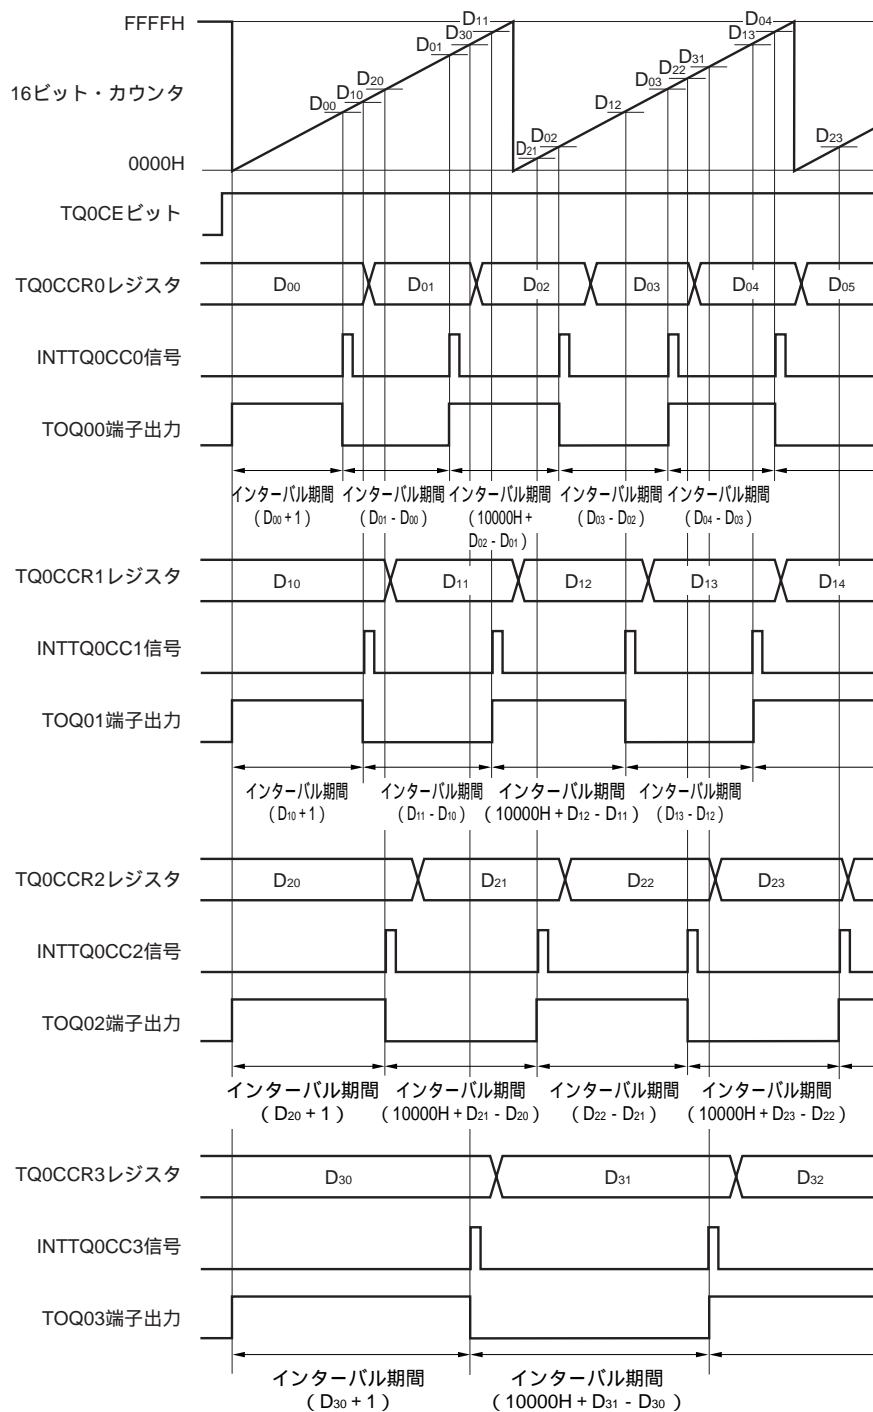 FFFFH
16ビット・カウンタ
0000H
D00
D10
D20
D01
D30
D11
D21
D02
D12
D03
D22
D31
D13
D04
D23
TQ0CEビット
TQ0CCR0レジスタ
D00 D01 D02 D03 D04 D05
INTTQ0CC0信号
TOQ00端子出力
インターバル期間
(D00 + 1)
インターバル期間
(D01 - D00)
インターバル期間
(10000H +
D02 - D01)
インターバル期間
(D03 - D02)
インターバル期間
(D04 - D03)
TQ0CCR1レジスタ
D10 D11 D12 D13 D14
INTTQ0CC1信号
TOQ01端子出力
インターバル期間
(D10 + 1)
インターバル期間
(D11 - D10)
インターバル期間
(10000H + D12 - D11)
インターバル期間
(D13 - D12)
TQ0CCR2レジスタ
D20 D21 D22 D23
INTTQ0CC2信号
TOQ02端子出力
インターバル期間
(D20 + 1)
インターバル期間
(10000H + D21 - D20)
インターバル期間
(D22 - D21)
インターバル期間
(10000H + D23 - D22)
TQ0CCR3レジスタ
D30 D31 D32
INTTQ0CC3信号
TOQ03端子出力
インターバル期間
(D30 + 1)
インターバル期間
(10000H + D31 - D30)